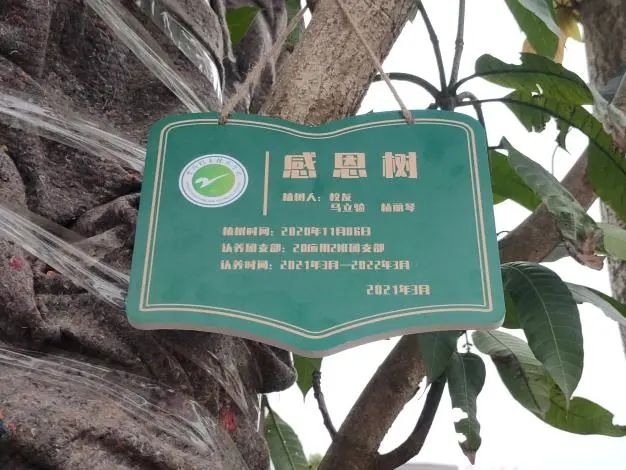 感恩树
植树人：校友
马立骏 杨丽琴
植树时间：2020年11月06日
认养团支部：20应用2班团支部
认养时间：2021年3月—2022年3月
2021年3月